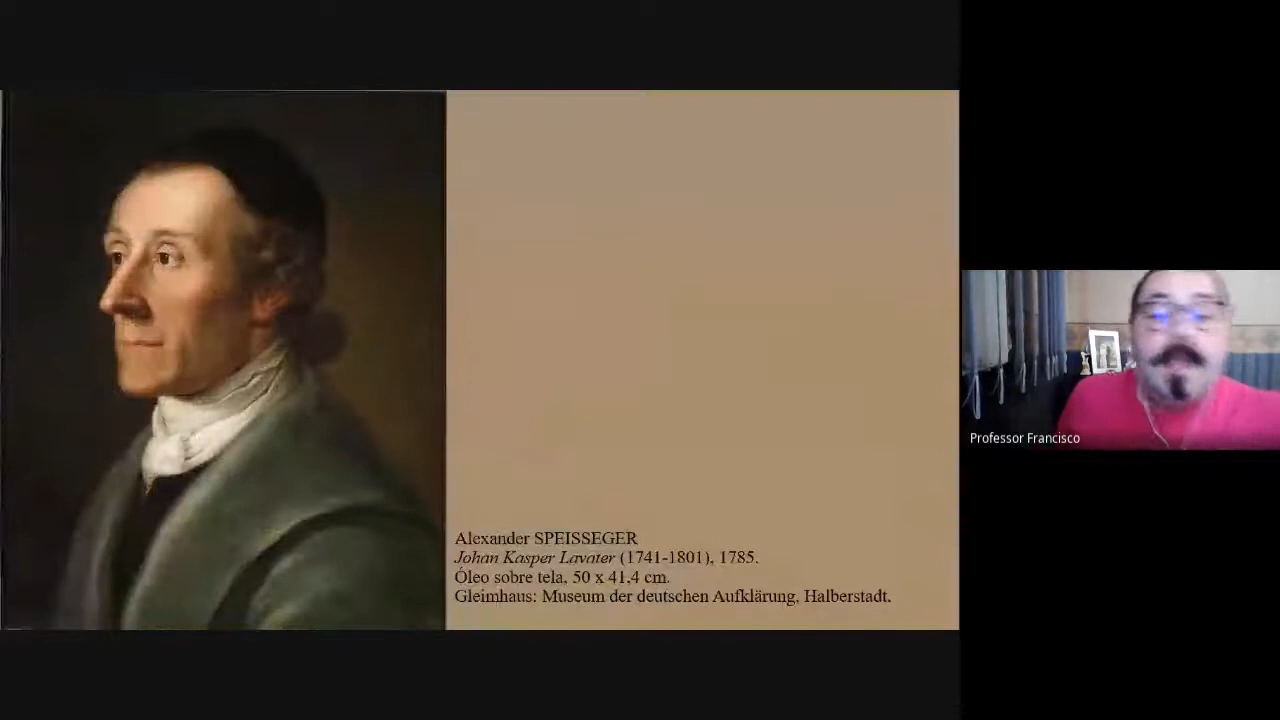 Alexander SPEISSEGER
Johan Kasper Lavater (1741-1801), 1785.
Óleo sobre tela, 50 x 41,4 cm.
Gleimhaus: Museum der deutschen Aufklärung, Halberstadt.
Professor Francisco